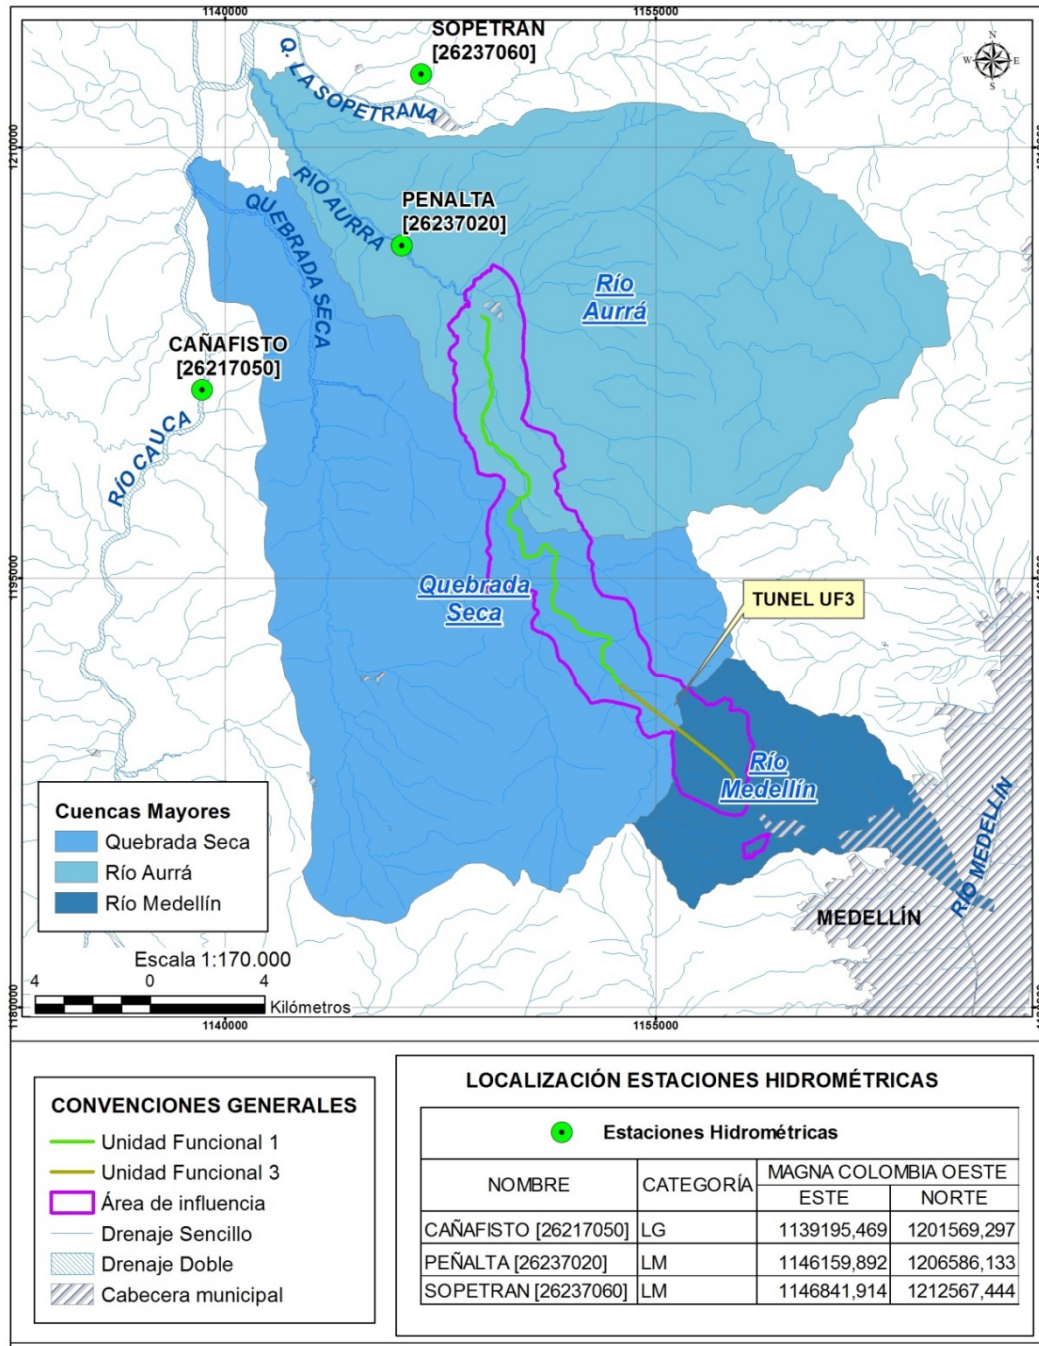 1140000
1155000
SOPETRAN
[26237060]
N
W E
S
Q. LA SOPETRANA
1210000
RIO AURRA
PENALTA
[26237020]
QUEBRADA SECA
Río
Aurrá
CAÑAFISTO
[26217050]
RÍO CAUCA
1195000
Quebrada
Seca
TUNEL UF3
Río
Medellín
RÍO MEDELLÍN
MEDELLÍN
Cuencas Mayores
Quebrada Seca
Río Aurrá
Río Medellín
Escala 1:170.000
4 0 4
Kilómetros
1180000
1140000
1155000
CONVENCIONES GENERALES
Unidad Funcional 1
Unidad Funcional 3
Área de influencia
Drenaje Sencillo
Drenaje Doble
Cabecera municipal
LOCALIZACIÓN ESTACIONES HIDROMÉTRICAS
Estaciones Hidrométricas
NOMBRE CATEGORÍA MAGNA COLOMBIA OESTE
ESTE NORTE
CAÑAFISTO [26217050] LG 1139195,469 1201569,297
PEÑALTA [26237020] LM 1146159,892 1206586,133
SOPETRAN [26237060] LM 1146841,914 1212567,444